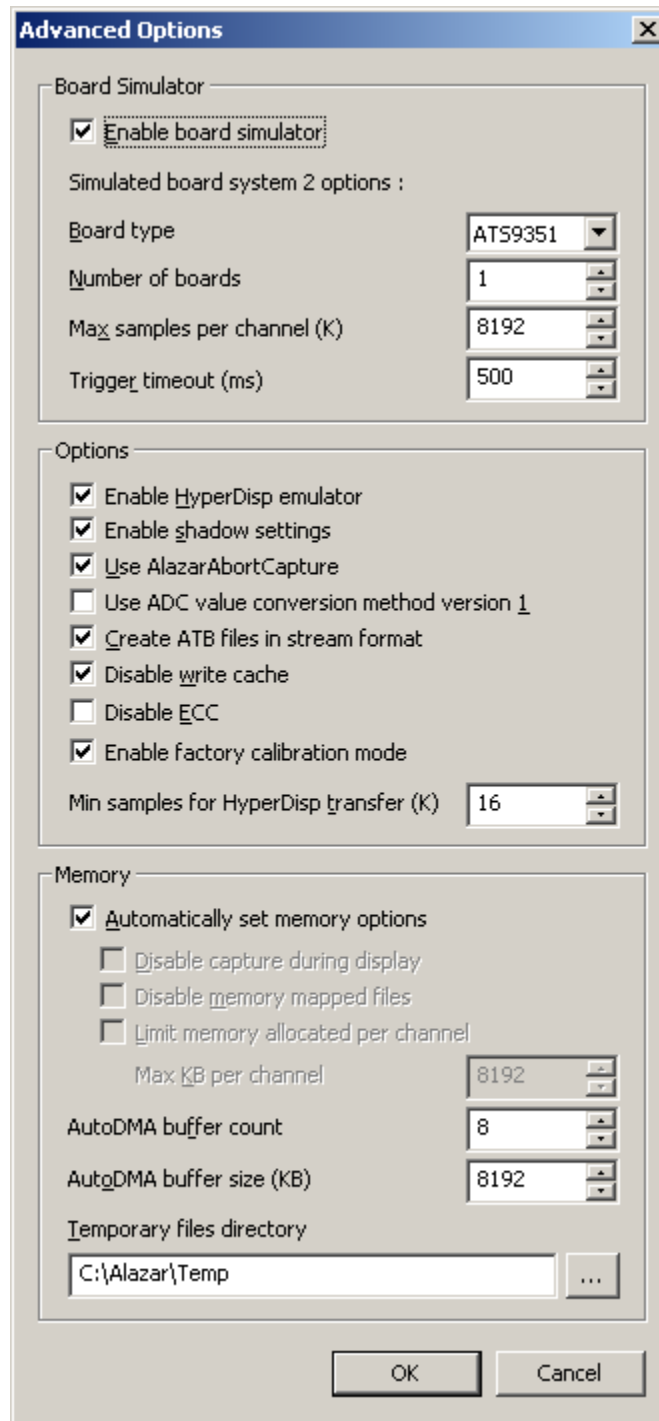 Advanced Options
Board Simulator
Enable board simulator
Simulated board system 2 options :
Board type ATS9351
Number of boards 1
Max samples per channel (K) 8192
Trigger timeout (ms) 500
Options
Enable HyperDisp emulator
Enable shadow settings
Use AlazarAbortCapture
Use ADC value conversion method version 1
Create ATB files in stream format
Disable write cache
Disable ECC
Enable factory calibration mode
Min samples for HyperDisp transfer (K) 16
Memory
Automatically set memory options
Disable capture during display
Disable memory mapped files
Limit memory allocated per channel
Max KB per channel 8192
AutoDMA buffer count 8
AutoDMA buffer size (KB) 8192
Temporary files directory
C:\Alazar\Temp ...
OK Cancel